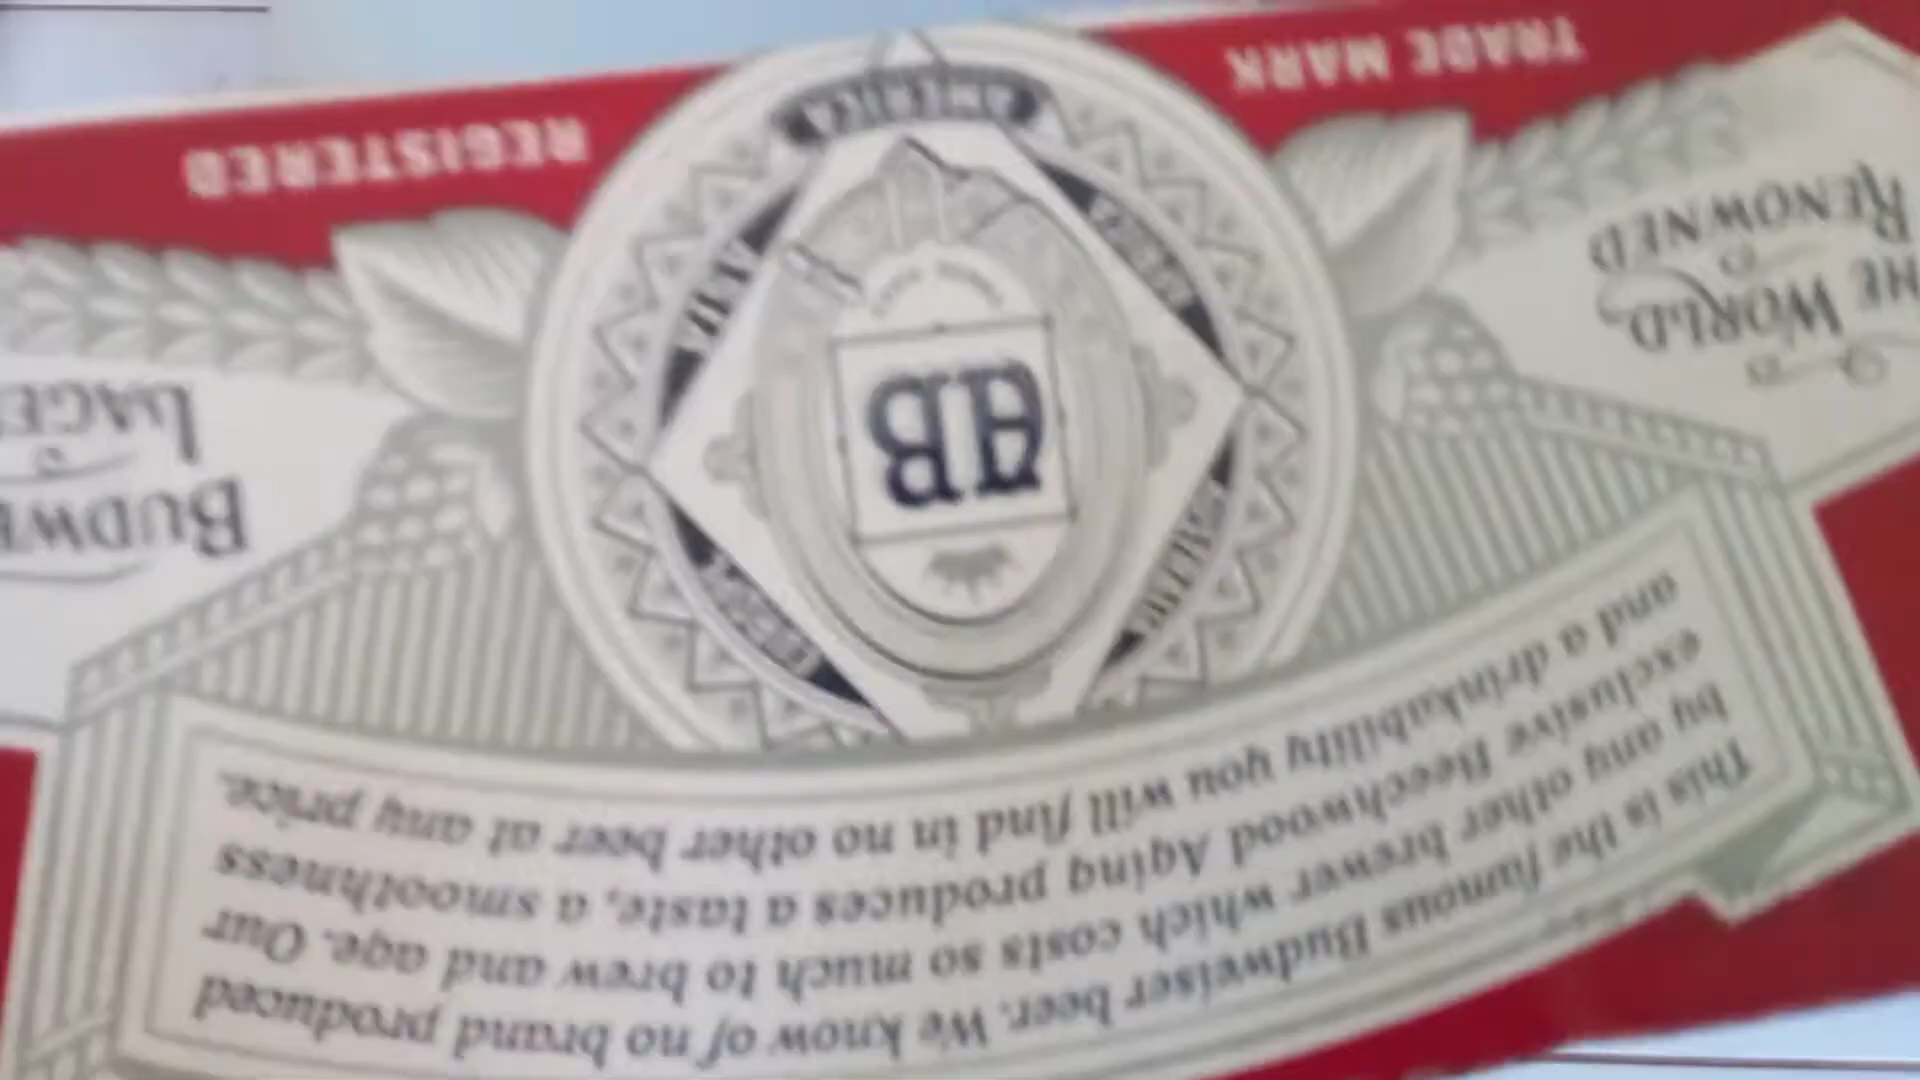 This is the famous Budweiser beer. We know of no brand produced
by any other brewer which costs so much to brew and age. Our
exclusive Beechwood Aging produces a taste, a smoothness
and a drinkability you will find in no other beer at any price.
HE WORLD
RENOWNED
BUDWE
LAGE
AB
AMERICA
TRADE MARK
REGISTERED